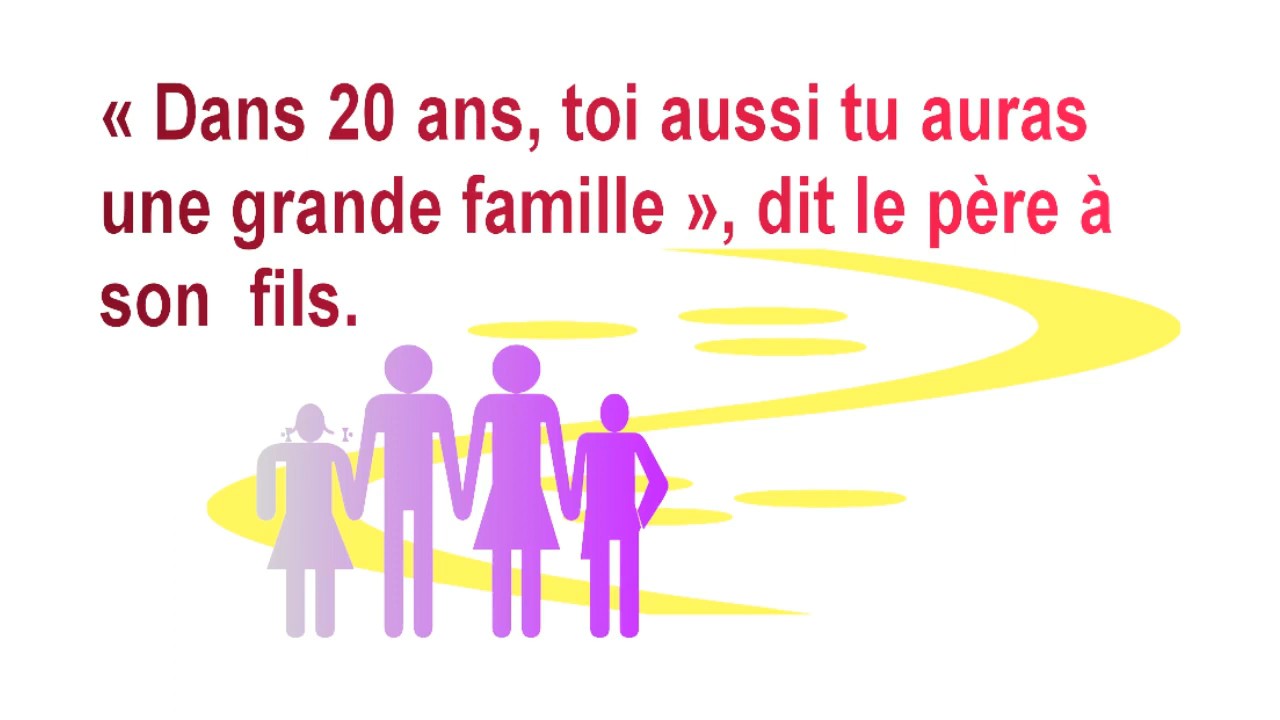 « Dans 20 ans, toi aussi tu auras
une grande famille », dit le père à
son  fils.